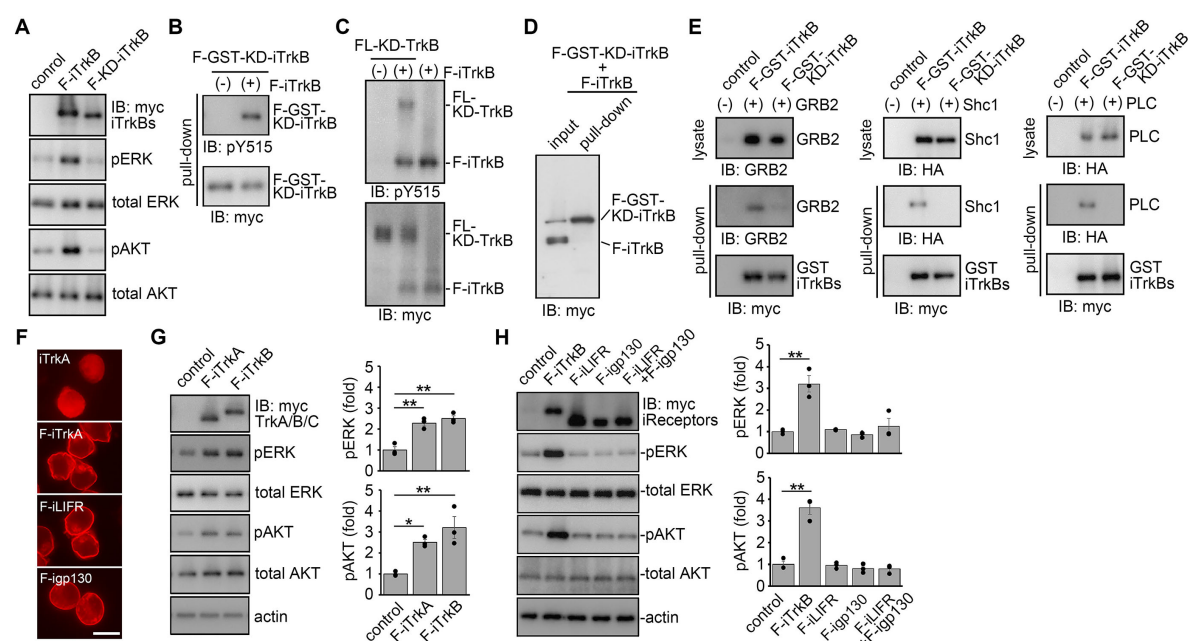 A
control
F-iTrkB
F-KD-iTrkB
IB: myc
iTrkBs
pERK
total ERK
pAKT
total AKT
B
F-GST-KD-iTrkB
(-) (+) F-iTrkB
pull-down
F-GST-
KD-iTrkB
IB: pY515
F-GST-
KD-iTrkB
IB: myc
C
FL-KD-TrkB
(-) (+) (+) F-iTrkB
FL-
KD-TrkB
F-iTrkB
IB: pY515
FL-
KD-TrkB
F-iTrkB
IB: myc
D
F-GST-KD-iTrkB
+
F-iTrkB
input
pull-down
F-GST-
KD-iTrkB
F-iTrkB
IB: myc
E
control
F-GST-iTrkB
F-GST-
KD-iTrkB
(-) (+) (+) GRB2
lysate
GRB2
IB: GRB2
pull-down
GRB2
IB: GRB2
GST
iTrkBs
IB: myc
control
F-GST-iTrkB
F-GST-
KD-iTrkB
(-) (+) (+) Shc1
lysate
Shc1
IB: HA
pull-down
Shc1
IB: HA
GST
iTrkBs
IB: myc
control
F-GST-iTrkB
F-GST-
KD-iTrkB
(-) (+) (+) PLC
lysate
PLC
IB: HA
pull-down
PLC
IB: HA
GST
iTrkBs
IB: myc
F
iTrkA
F-iTrkA
F-iLIFR
F-igp130
G
control
F-iTrkA
F-iTrkB
IB: myc
TrkA/B/C
pERK
total ERK
pAKT
total AKT
actin
pERK (fold)
5
4
3
2
1
0
**
**
pAKT (fold)
5
4
3
2
1
0
**
*
control
F-iTrkA
F-iTrkB
H
control
F-iTrkB
F-iLIFR
F-igp130
F-iLIFR
+F-igp130
IB: myc
iReceptors
pERK
total ERK
pAKT
total AKT
actin
pERK (fold)
5
4
3
2
1
0
**
pAKT (fold)
5
4
3
2
1
0
**
control
F-iTrkB
F-iLIFR
F-igp130
F-iLIFR
+F-igp130